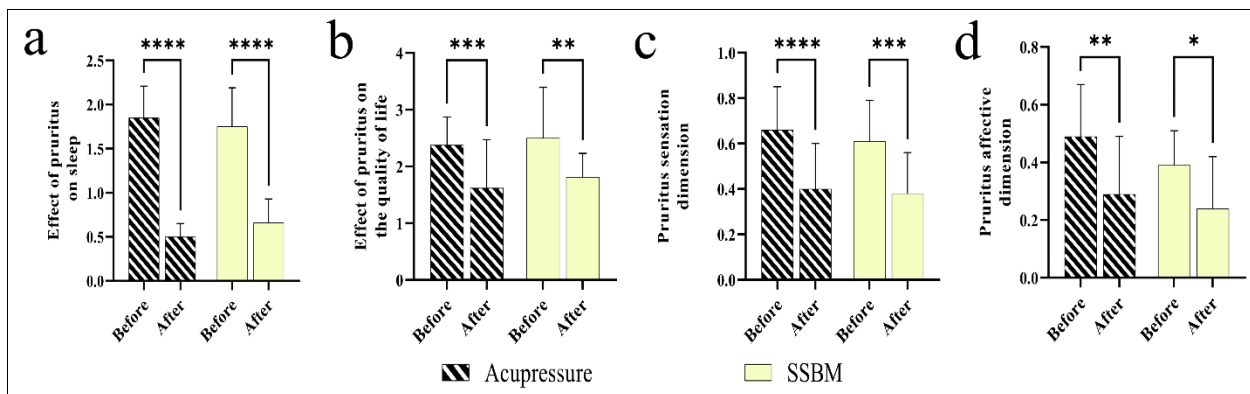 a
Effect of pruritus
on sleep
2.5
2.0
1.5
1.0
0.5
0.0
**** ****
Before After Before After
b
Effect of pruritus on
the quality of life
4
3
2
1
0
*** **
Before After Before After
c
Pruritus sensation
dimension
1.0
0.8
0.6
0.4
0.2
0.0
**** ***
Before After Before After
d
Pruritus affective
dimension
0.8
0.6
0.4
0.2
0.0
** *
Before After Before After
Acupressure SSBM